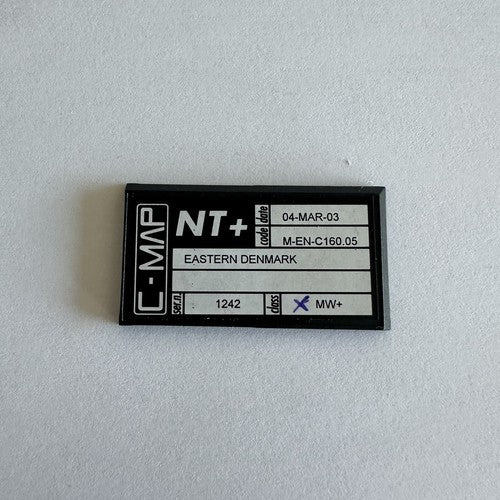 C-MAP
NT+
date 04-MAR-03
code M-EN-C160.05
EASTERN DENMARK
ser.n. 1242 class X MW+